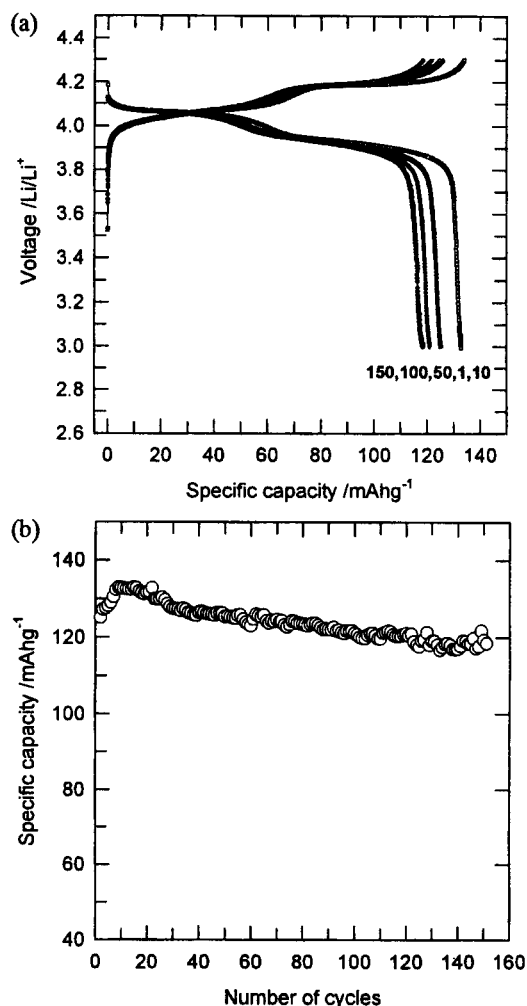 (a)
4.4
4.2
4.0
3.8
3.6
3.4
3.2
3.0
2.8
2.6
Voltage /Li/Li⁺
150,100,50,1,10
0 20 40 60 80 100 120 140
Specific capacity /mAhg⁻¹
(b)
140
120
100
80
60
40
Specific capacity /mAhg⁻¹
0 20 40 60 80 100 120 140 160
Number of cycles